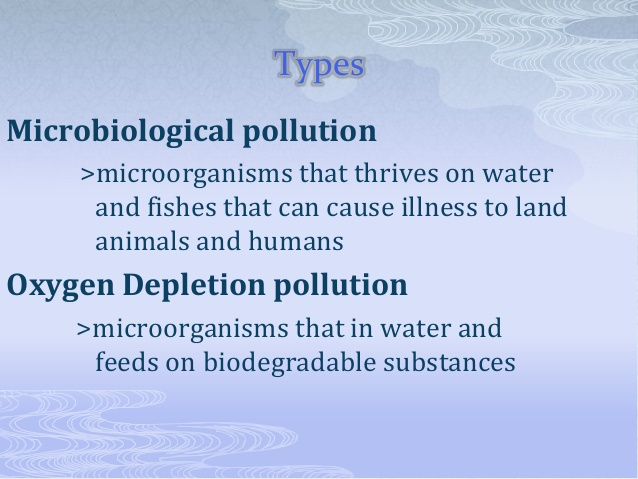 Types
Microbiological pollution
>microorganisms that thrives on water
and fishes that can cause illness to land
animals and humans
Oxygen Depletion pollution
>microorganisms that in water and
feeds on biodegradable substances